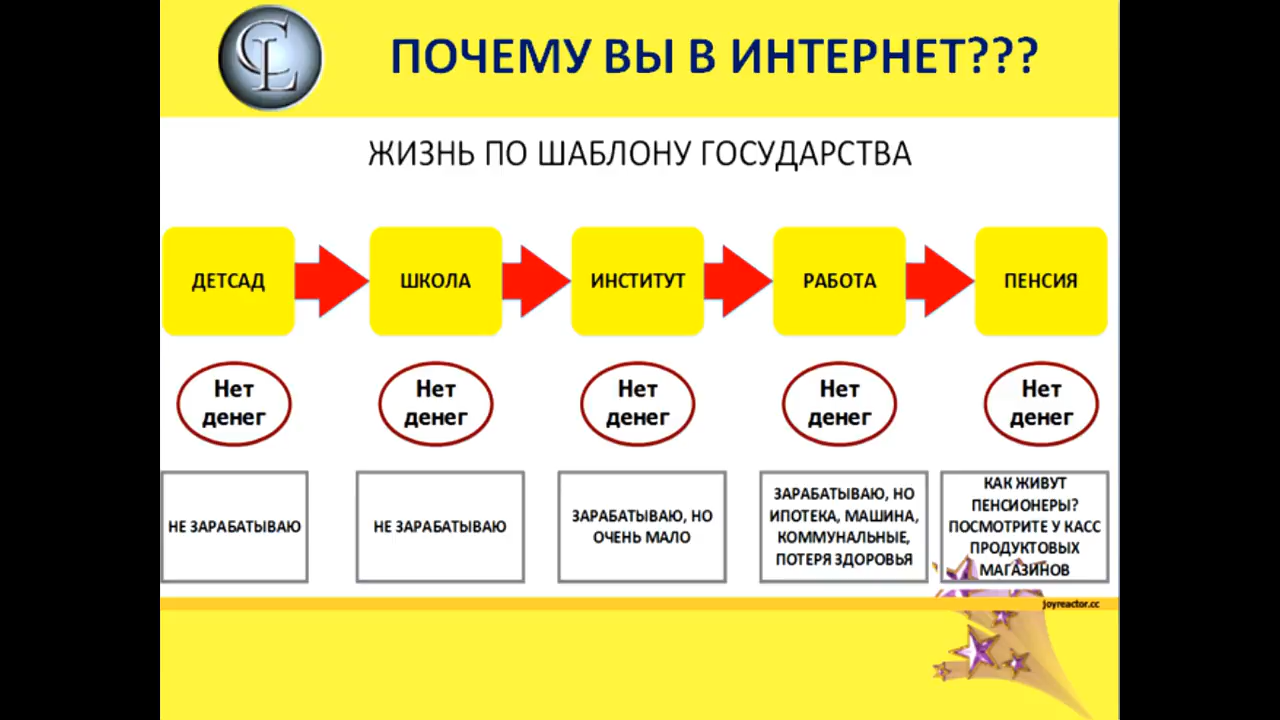 CL
ПОЧЕМУ ВЫ В ИНТЕРНЕТ???
ЖИЗНЬ ПО ШАБЛОНУ ГОСУДАРСТВА
ДЕТСАД
ШКОЛА
ИНСТИТУТ
РАБОТА
ПЕНСИЯ
Нет
денег
Нет
денег
Нет
денег
Нет
денег
Нет
денег
НЕ ЗАРАБАТЫВАЮ
НЕ ЗАРАБАТЫВАЮ
ЗАРАБАТЫВАЮ, НО
ОЧЕНЬ МАЛО
ЗАРАБАТЫВАЮ, НО
ИПОТЕКА, МАШИНА,
КОММУНАЛЬНЫЕ,
ПОТЕРЯ ЗДОРОВЬЯ
КАК ЖИВУТ
ПЕНСИОНЕРЫ?
ПОСМОТРИТЕ У КАСС
ПРОДУКТОВЫХ
МАГАЗИНОВ
joyreactor.cc